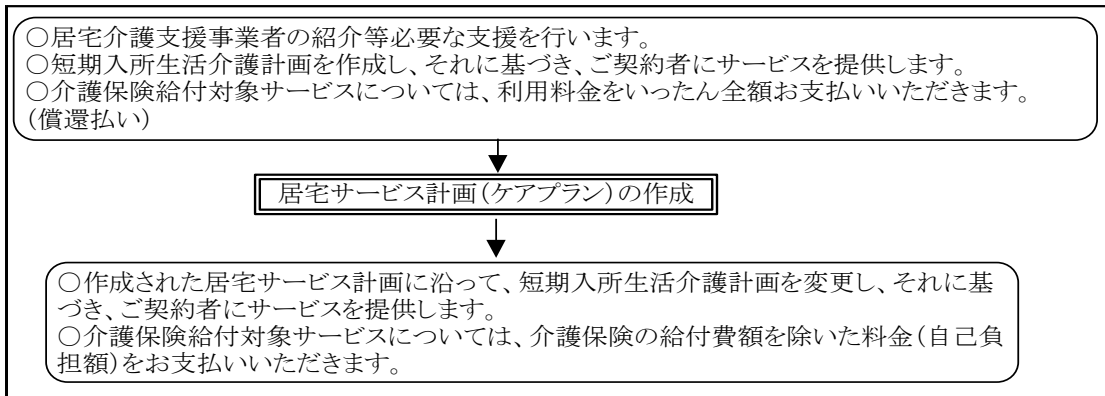 ○居宅介護支援事業者の紹介等必要な支援を行います。
○短期入所生活介護計画を作成し、それに基づき、ご契約者にサービスを提供します。
○介護保険給付対象サービスについては、利用料金をいったん全額お支払いいただきます。
(償還払い)
居宅サービス計画(ケアプラン)の作成
○作成された居宅サービス計画に沿って、短期入所生活介護計画を変更し、それに基
づき、ご契約者にサービスを提供します。
○介護保険給付対象サービスについては、介護保険の給付費額を除いた料金(自己負
担額)をお支払いいただきます。